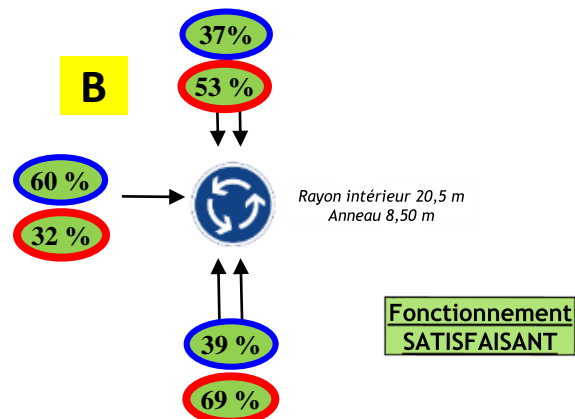 37%
B
53 %
60 %
Rayon intérieur 20,5 m
Anneau 8,50 m
32 %
Fonctionnement
SATISFAISANT
39 %
69 %